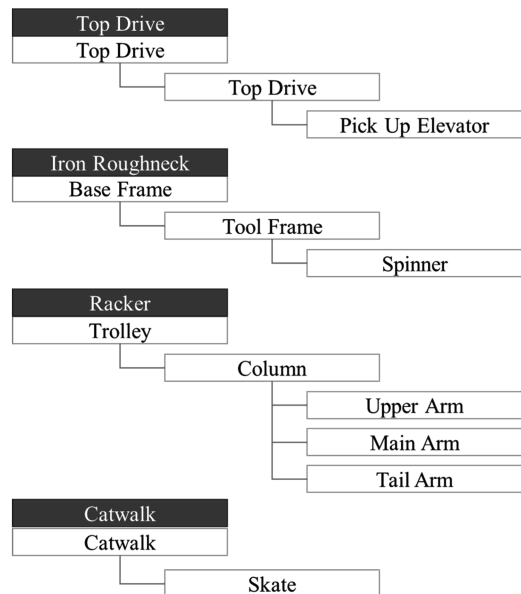 Top Drive
Top Drive
Top Drive
Pick Up Elevator
Iron Roughneck
Base Frame
Tool Frame
Spinner
Racker
Trolley
Column
Upper Arm
Main Arm
Tail Arm
Catwalk
Catwalk
Skate